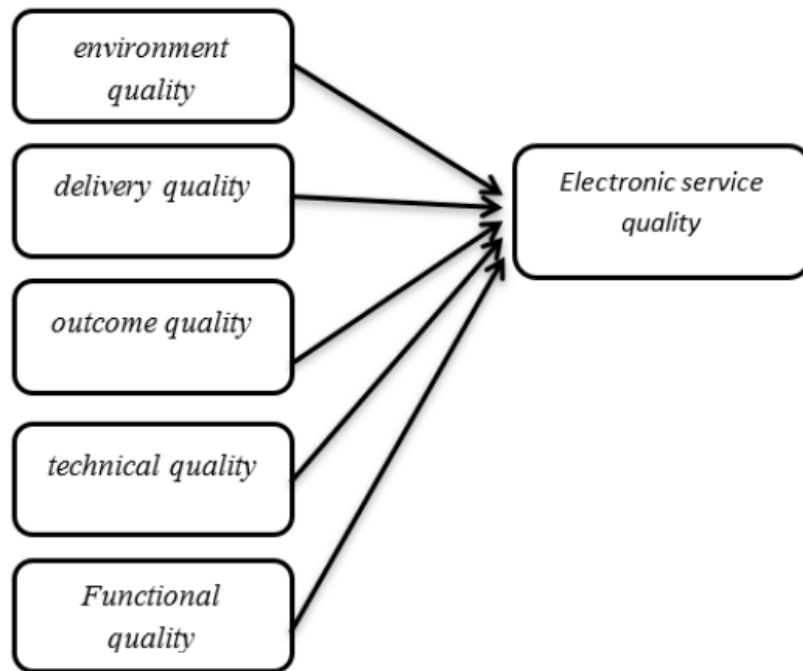 environment
quality
delivery quality
outcome quality
technical quality
Functional
quality
Electronic service
quality